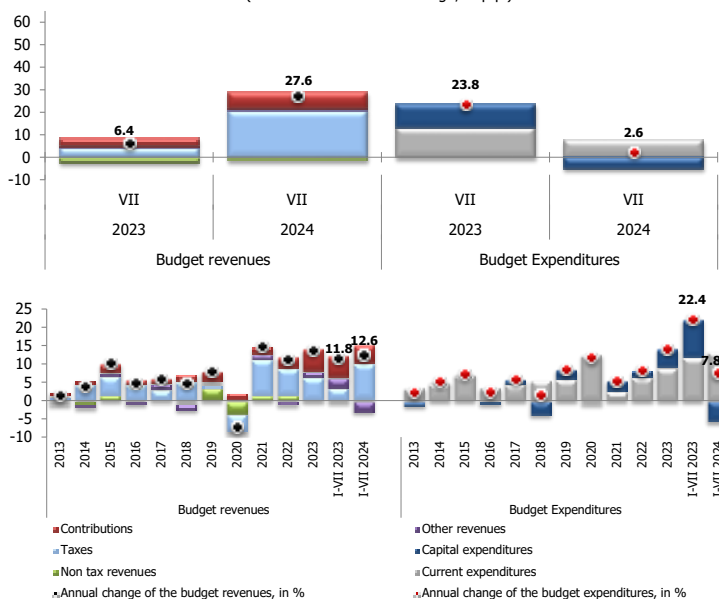 60
50
40
30
20
10
0
-10
6.4
27.6
23.8
2.6
VII VII VII VII
2023 2024 2023 2024
Budget revenues Budget Expenditures
25
20
15
10
5
0
-5
-10
11.8
12.6
22.4
7.8
2013 2014 2015 2016 2017 2018 2019 2020 2021 2022 2023 I-VII 2023 I-VII 2024
2013 2014 2015 2016 2017 2018 2019 2020 2021 2022 2023 I-VII 2023 I-VII 2024
Budget revenues Budget Expenditures
Contributions Other revenues
Taxes Capital expenditures
Non tax revenues Current expenditures
Annual change of the budget revenues, in % Annual change of the budget expenditures, in %